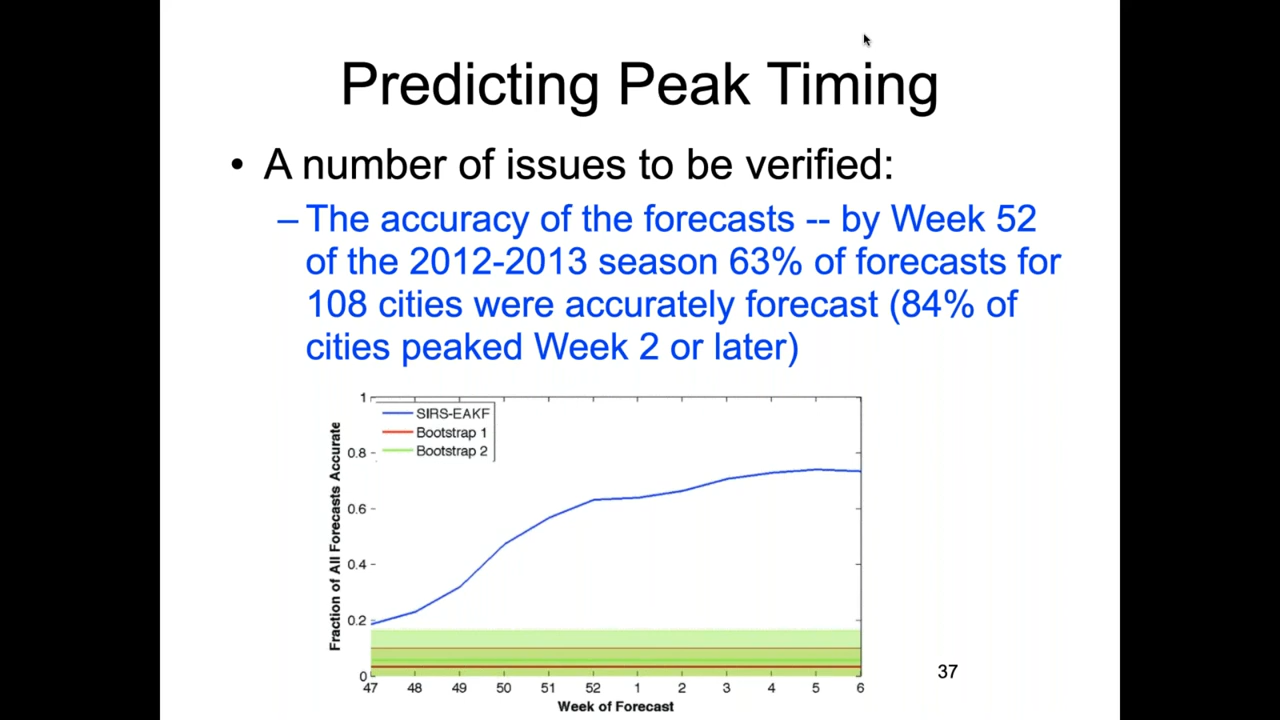 Predicting Peak Timing
• A number of issues to be verified:
– The accuracy of the forecasts -- by Week 52
of the 2012-2013 season 63% of forecasts for
108 cities were accurately forecast (84% of
cities peaked Week 2 or later)
1
SIRS-EAKF
Bootstrap 1
Bootstrap 2
0.8
0.6
0.4
0.2
0
Fraction of All Forecasts Accurate
47 48 49 50 51 52 1 2 3 4 5 6
Week of Forecast
37